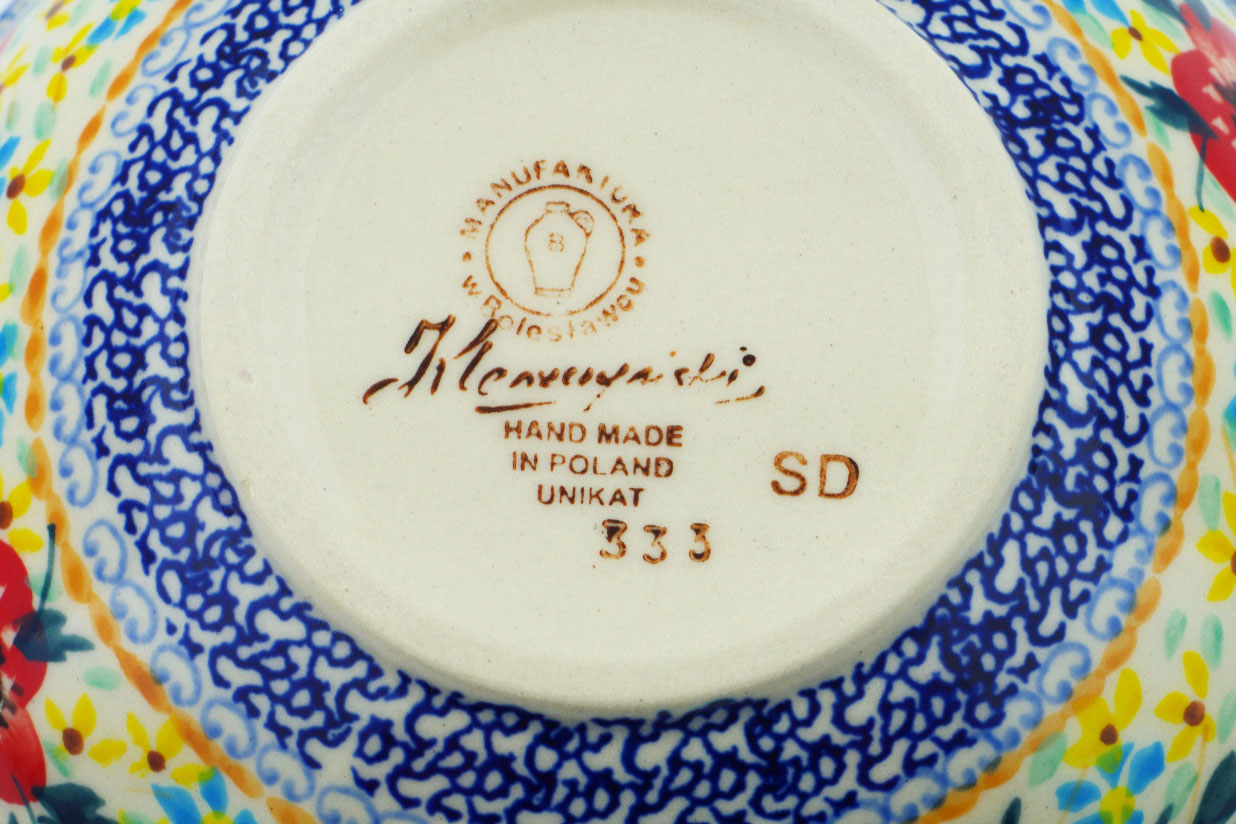 MANUFAKTURA
w Bolesławcu
B
HAND MADE
IN POLAND
UNIKAT
SD
333